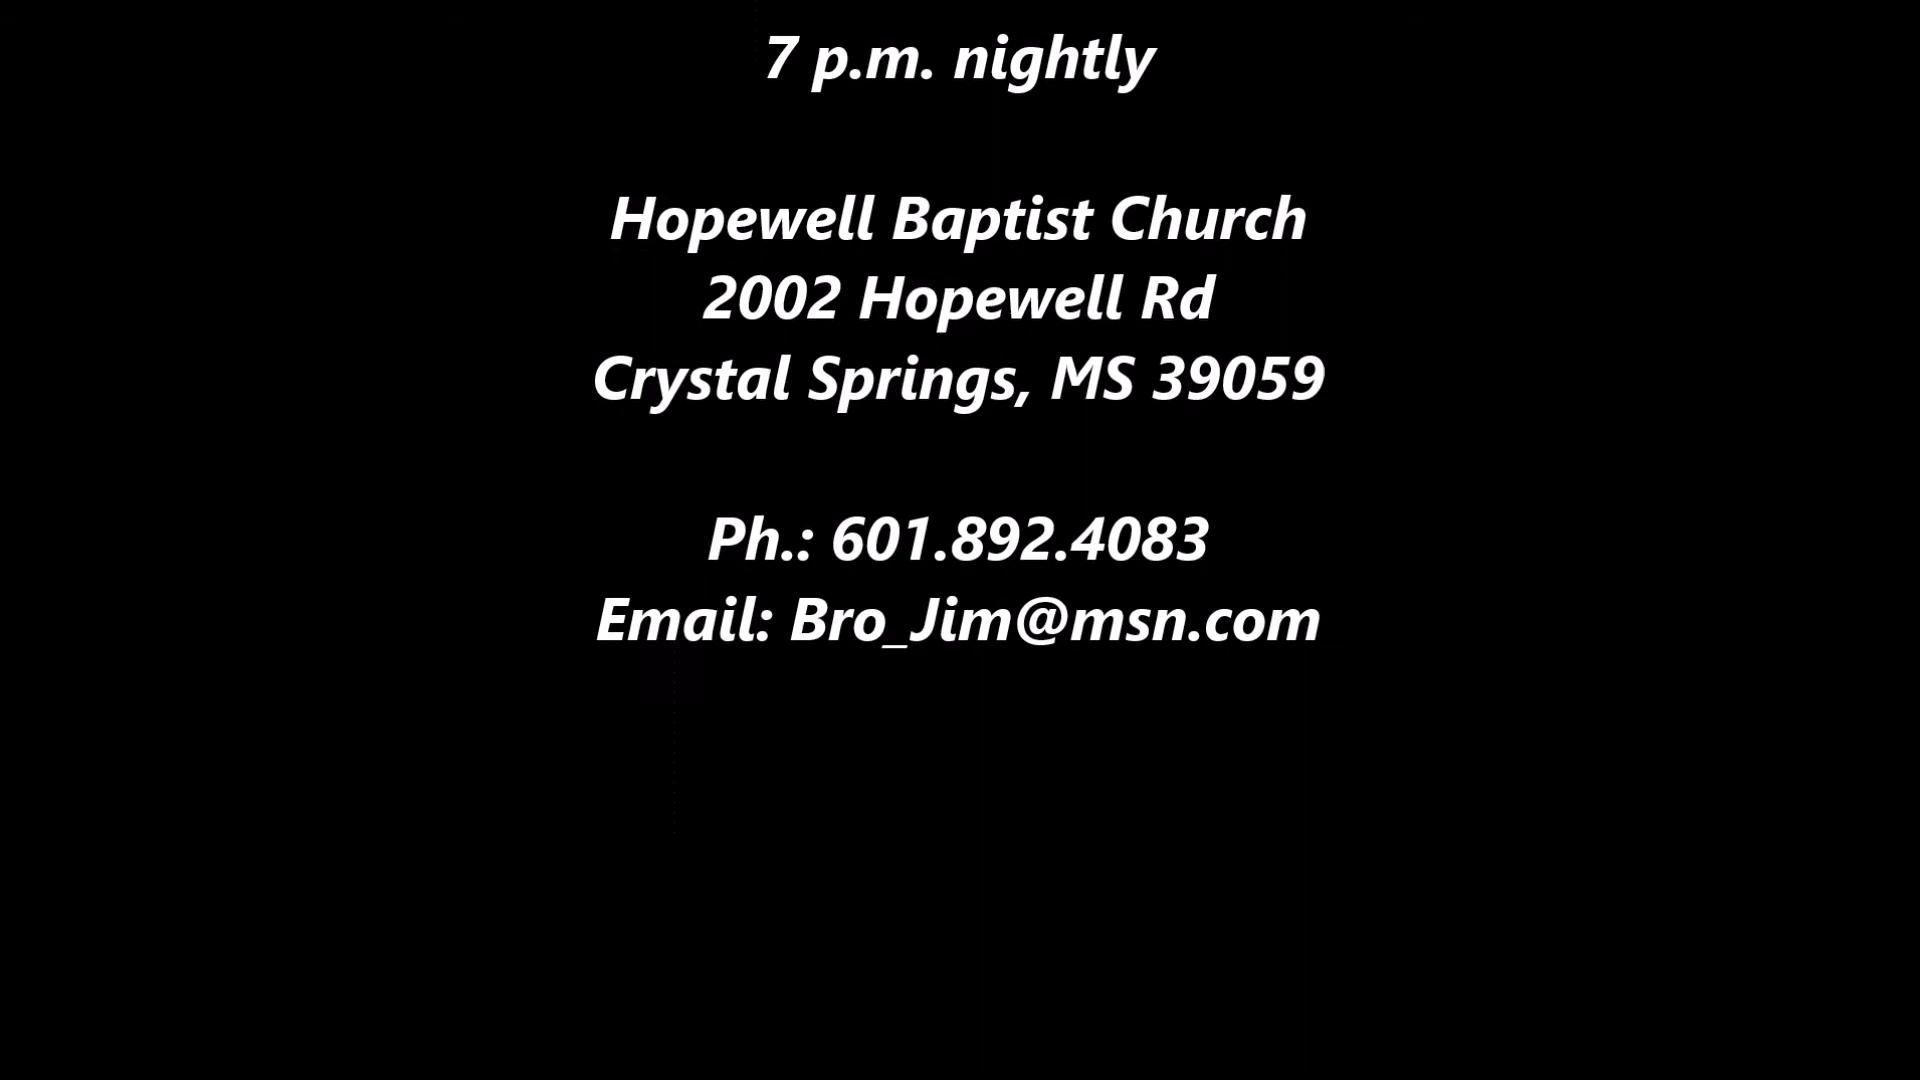 7 p.m. nightly
Hopewell Baptist Church
2002 Hopewell Rd
Crystal Springs, MS 39059
Ph.: 601.892.4083
Email: Bro_Jim@msn.com